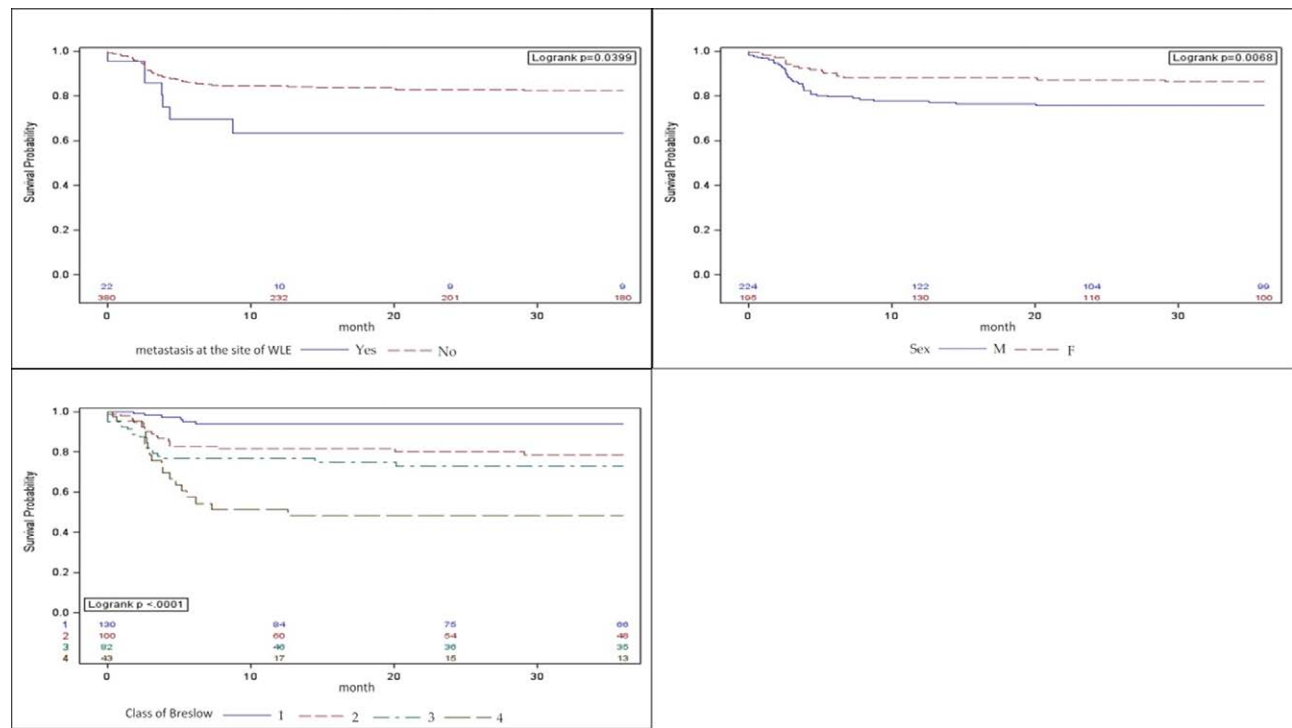 Logrank p=0.0399
Survival Probability
1.0
0.8
0.6
0.4
0.2
0.0
22 10 9 9
380 232 201 180
0 10 20 30
month
metastasis at the site of WLE Yes No
Logrank p=0.0068
Survival Probability
1.0
0.8
0.6
0.4
0.2
0.0
224 122 104 99
195 130 116 100
0 10 20 30
month
Sex M F
Survival Probability
1.0
0.8
0.6
0.4
0.2
0.0
Logrank p <.0001
1 130 84 75 66
2 100 60 54 48
3 82 46 36 35
4 43 17 15 13
0 10 20 30
month
Class of Breslow 1 2 3 4